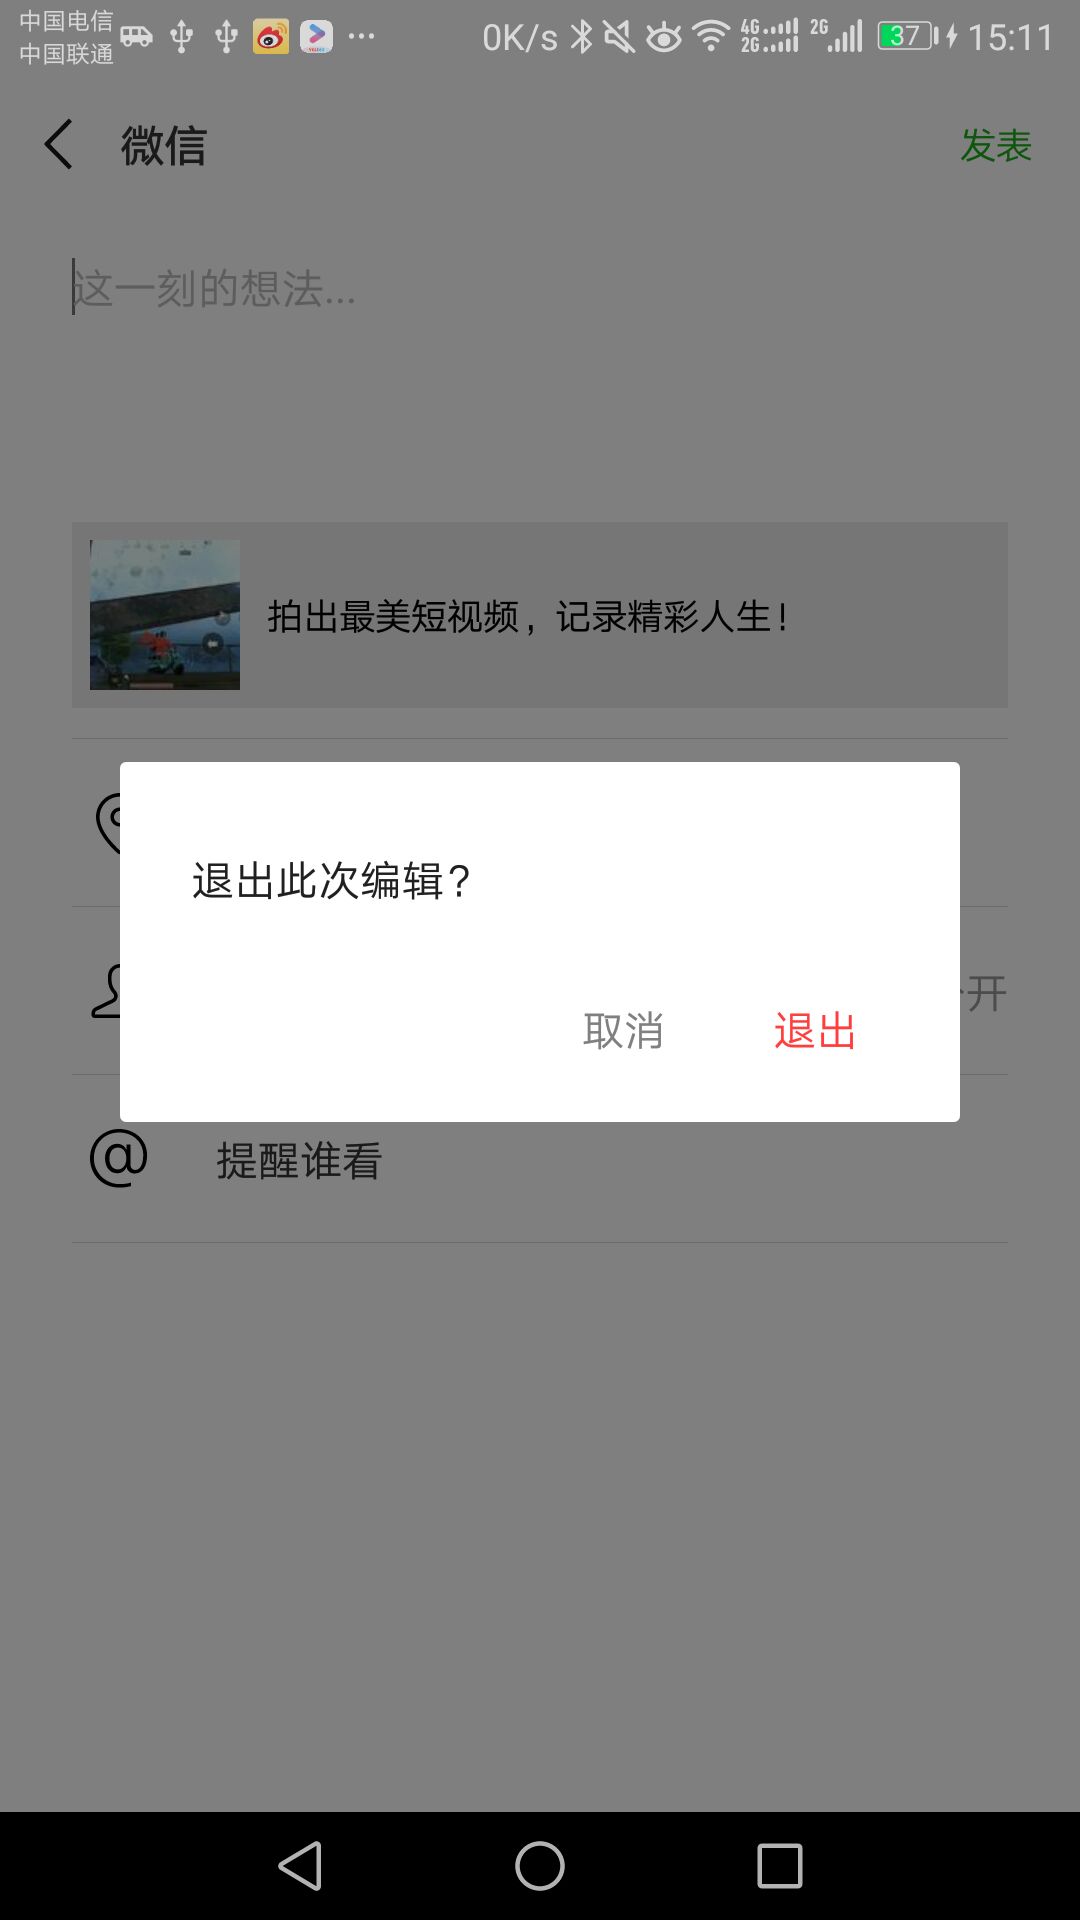 中国电信
中国联通
0K/s 4G 2G 2G 37 15:11
微信 发表
这一刻的想法...
拍出最美短视频，记录精彩人生！
退出此次编辑？
开
取消 退出
@ 提醒谁看